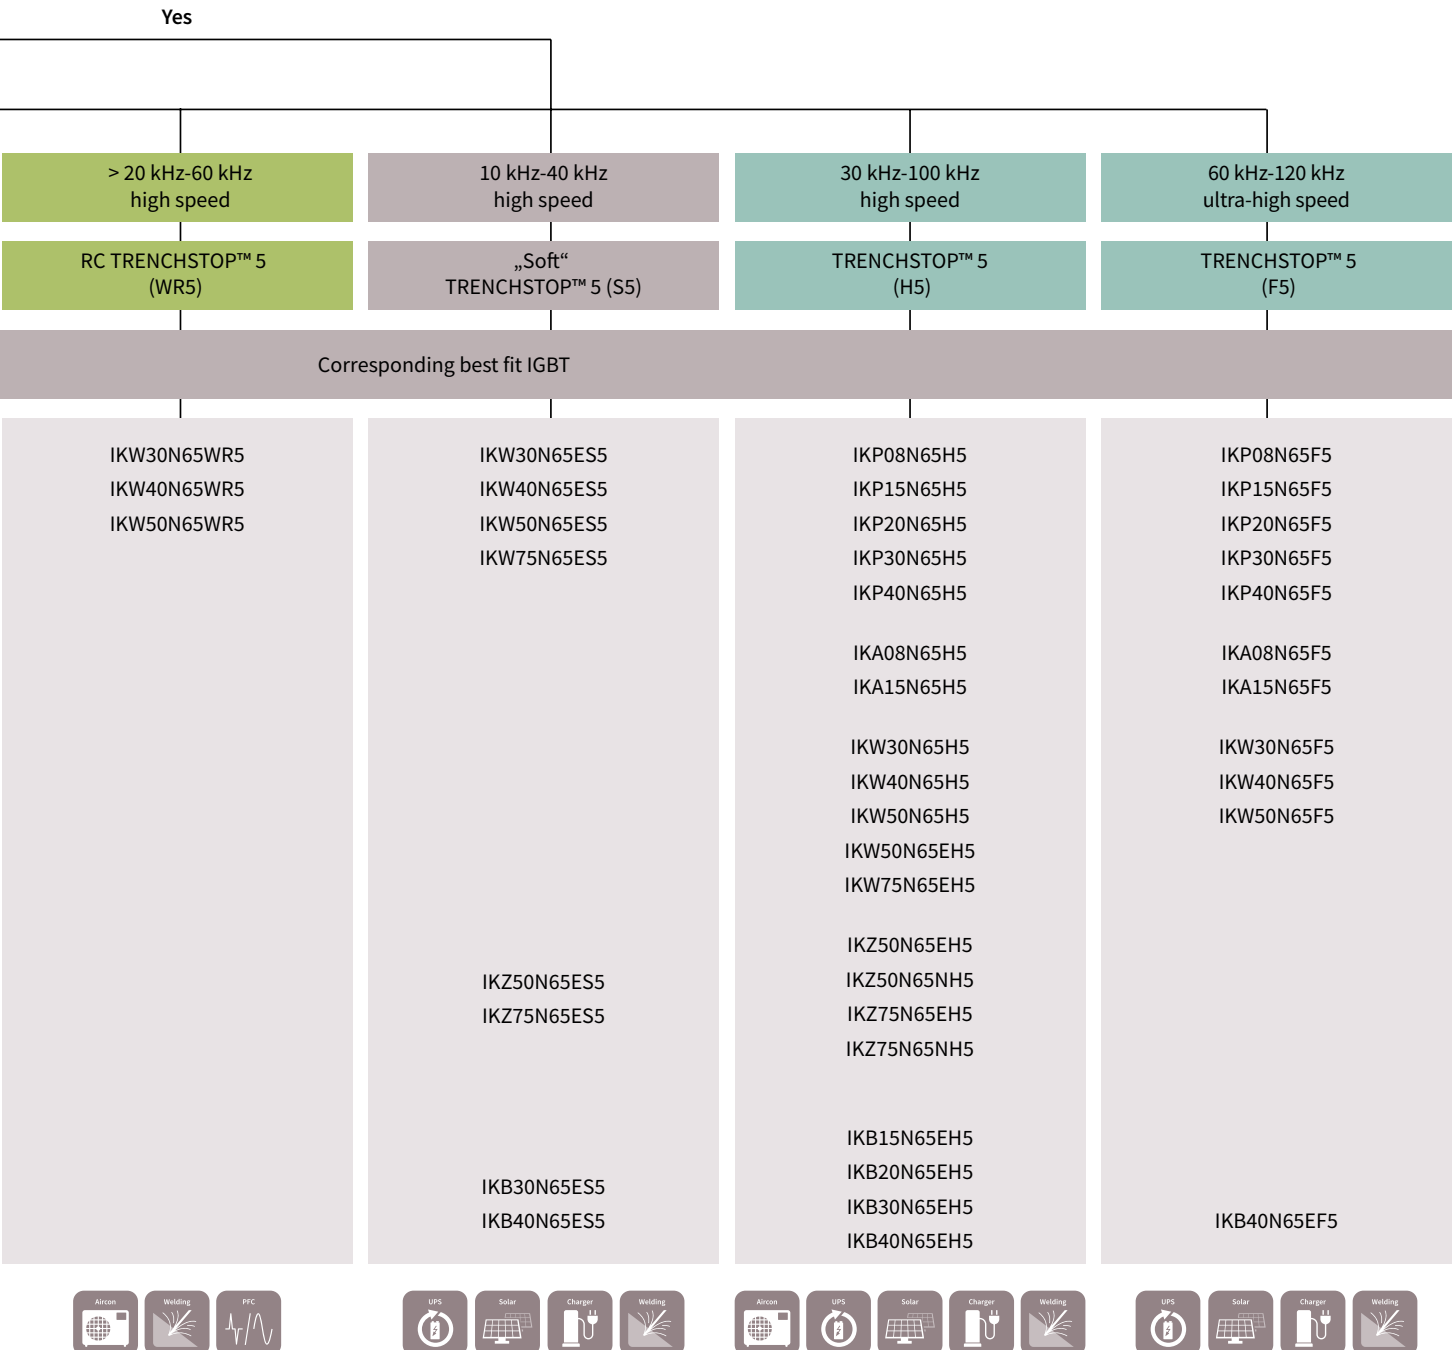 Yes
> 20 kHz-60 kHz
high speed
10 kHz-40 kHz
high speed
30 kHz-100 kHz
high speed
60 kHz-120 kHz
ultra-high speed
RC TRENCHSTOP™ 5
(WR5)
„Soft“
TRENCHSTOP™ 5 (S5)
TRENCHSTOP™ 5
(H5)
TRENCHSTOP™ 5
(F5)
Corresponding best fit IGBT
IKW30N65WR5
IKW40N65WR5
IKW50N65WR5
IKW30N65ES5
IKW40N65ES5
IKW50N65ES5
IKW75N65ES5
IKZ50N65ES5
IKZ75N65ES5
IKB30N65ES5
IKB40N65ES5
IKP08N65H5
IKP15N65H5
IKP20N65H5
IKP30N65H5
IKP40N65H5
IKA08N65H5
IKA15N65H5
IKW30N65H5
IKW40N65H5
IKW50N65H5
IKW50N65EH5
IKW75N65EH5
IKZ50N65EH5
IKZ50N65NH5
IKZ75N65EH5
IKZ75N65NH5
IKB15N65EH5
IKB20N65EH5
IKB30N65EH5
IKB40N65EH5
IKP08N65F5
IKP15N65F5
IKP20N65F5
IKP30N65F5
IKP40N65F5
IKA08N65F5
IKA15N65F5
IKW30N65F5
IKW40N65F5
IKW50N65F5
IKB40N65EF5
Aircon
Welding
PFC
UPS
Solar
Charger
Welding
Aircon
UPS
Solar
Charger
Welding
UPS
Solar
Charger
Welding